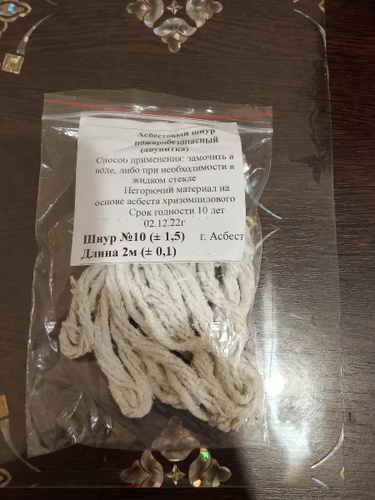 Асбестовый шнур
пожаробезопасный
(двунитка)
Способ применения: замочить в
воде, либо при необходимости в
жидком стекле
Негорючий материал на
основе асбеста хризомпилового
Срок годности 10 лет
02.12.22г
Шнур №10 (± 1,5) г. Асбест
Длина 2м (± 0,1)